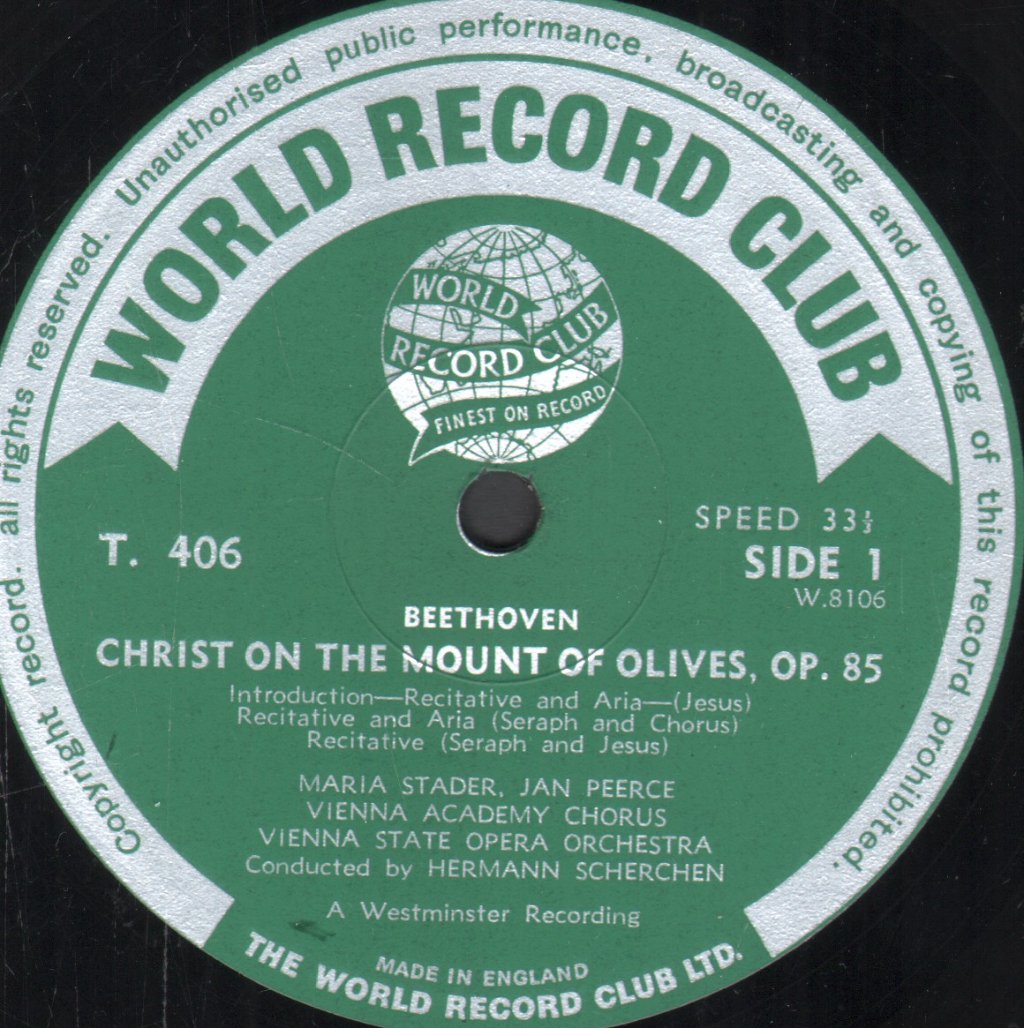 Copyright record. all rights reserved. Unauthorised public performance, broadcasting and copying of this record prohibited.
WORLD RECORD CLUB
WORLD
RECORD CLUB
FINEST ON RECORD
SPEED 33⅓
T. 406
SIDE 1
W.8106
BEETHOVEN
CHRIST ON THE MOUNT OF OLIVES, OP. 85
Introduction—Recitative and Aria—(Jesus)
Recitative and Aria (Seraph and Chorus)
Recitative (Seraph and Jesus)
MARIA STADER, JAN PEERCE
VIENNA ACADEMY CHORUS
VIENNA STATE OPERA ORCHESTRA
Conducted by HERMANN SCHERCHEN
A Westminster Recording
MADE IN ENGLAND
THE WORLD RECORD CLUB LTD.